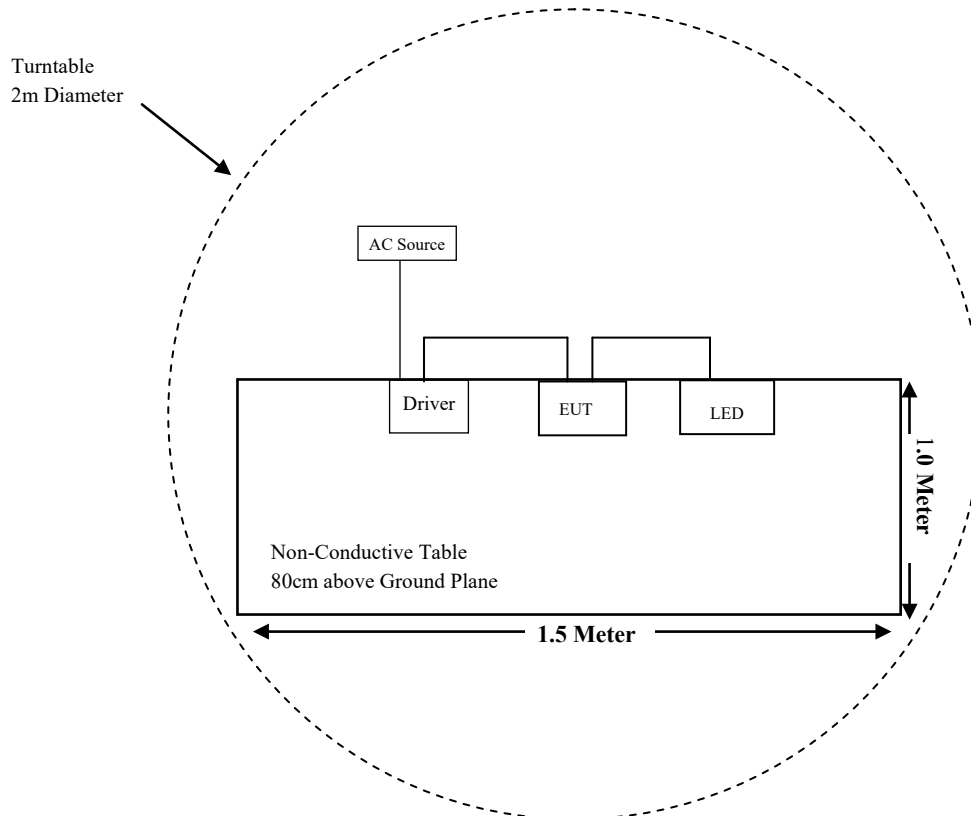 Turntable
2m Diameter
AC Source
Driver
EUT
LED
1.0 Meter
Non-Conductive Table
80cm above Ground Plane
1.5 Meter